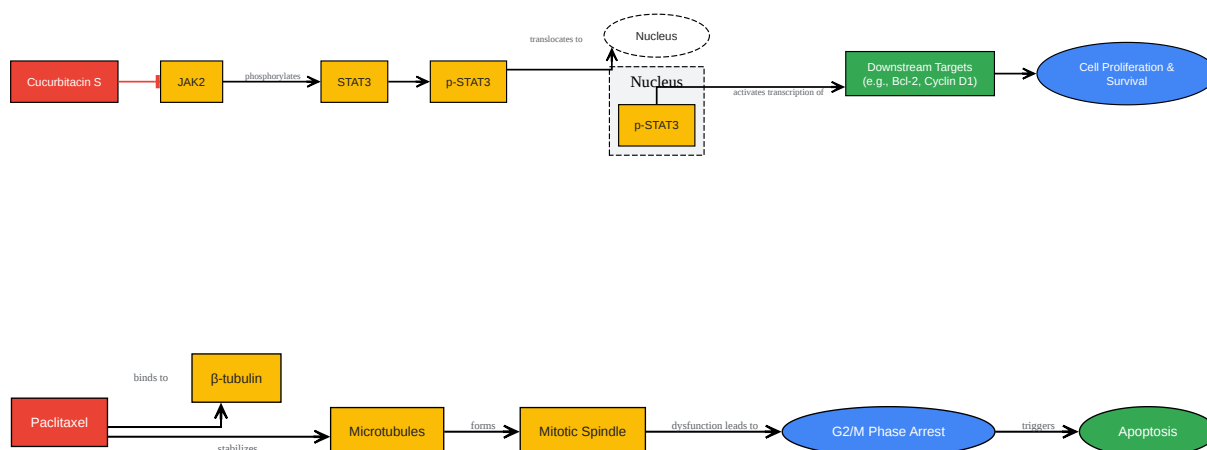 translates to
Nucleus
Cucurbitacin S
JAK2
phosphorylates
STAT3
p-STAT3
Nucleus
p-STAT3
activates transcription of
Downstream Targets
(e.g., Bcl-2, Cyclin D1)
Cell Proliferation &
Survival
binds to
β-tubulin
Paclitaxel
stabilizes
Microtubules
forms
Mitotic Spindle
dysfunction leads to
G2/M Phase Arrest
triggers
Apoptosis